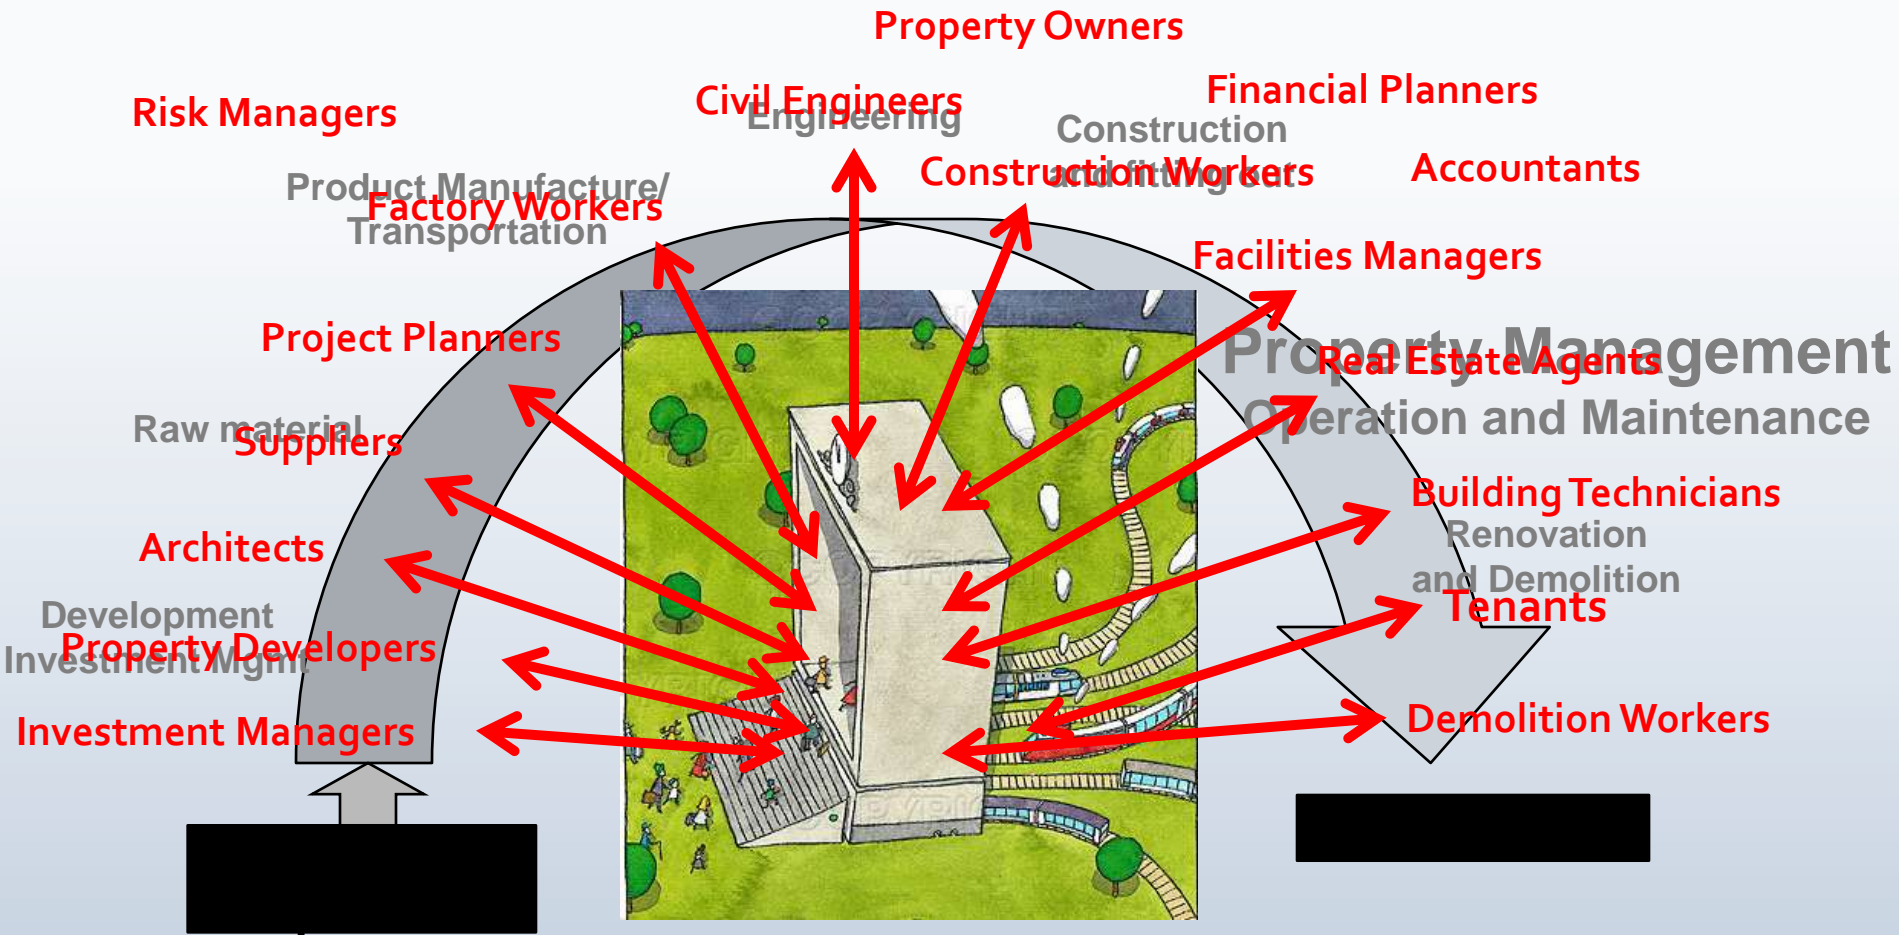 Property Owners
Risk Managers
Civil Engineers
Engineering
Financial Planners
Construction
and fitting out
Construction Workers
Accountants
Product Manufacture/
Transportation
Factory Workers
Facilities Managers
Project Planners
Property Management
Real Estate Agents
Operation and Maintenance
Raw material
Suppliers
Building Technicians
Renovation
and Demolition
Architects
Tenants
Development
Investment Mgmt
Property Developers
Investment Managers
Demolition Workers
COPYRIGHT